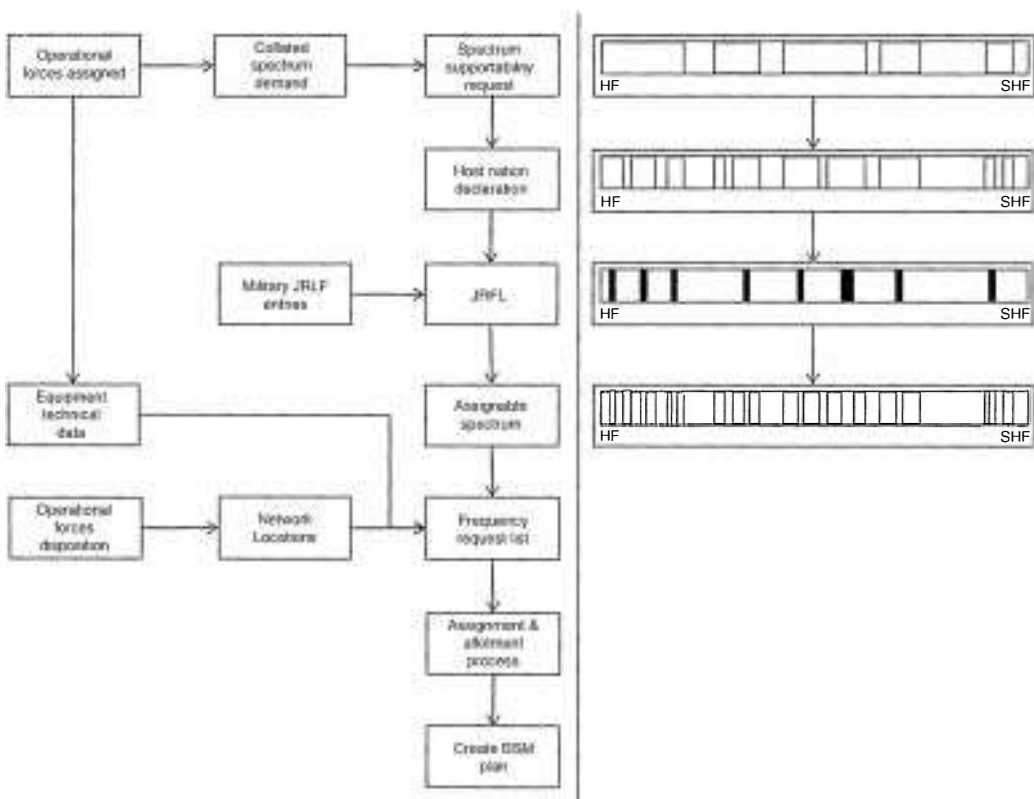 Operational
forces assigned
Collated
spectrum
demand
Spectrum
supportability
request
Host nation
declaration
Military JRLF
entries
JRFL
Equipment
technical
data
Assignable
spectrum
Operational
forces
disposition
Network
Locations
Frequency
request list
Assignment &
allotment
process
Create BSM
plan
HF
SHF
HF
SHF
HF
SHF
HF
SHF